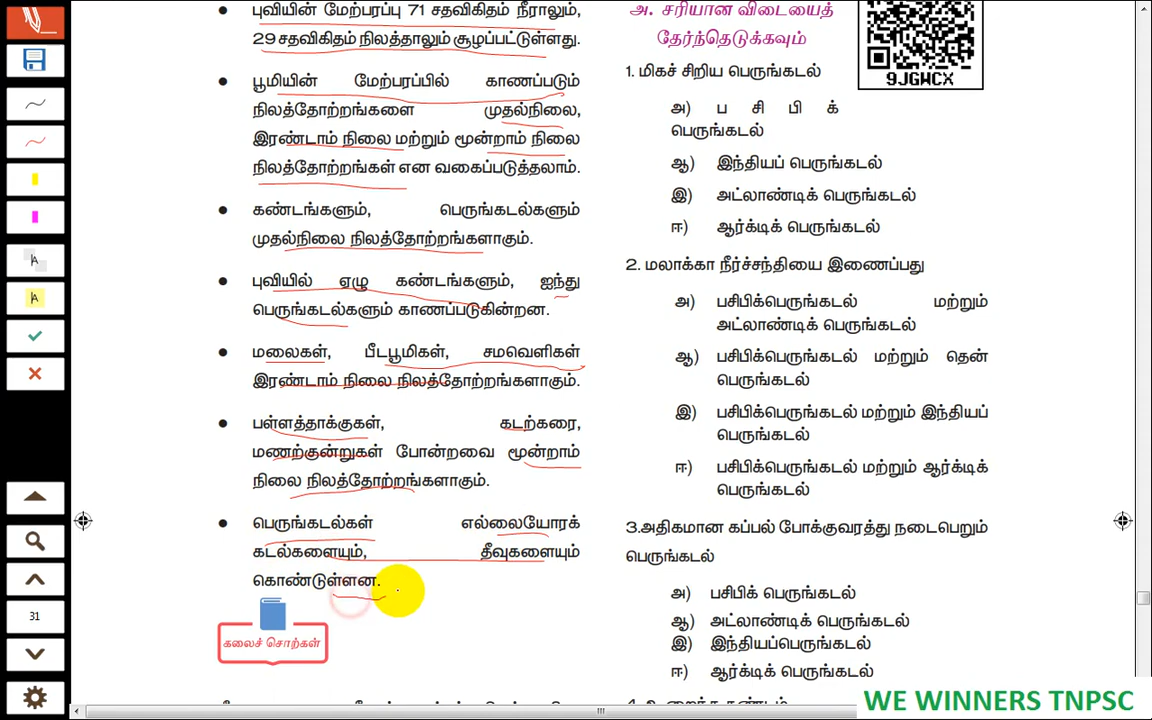 புவியின் மேற்பரப்பு 71 சதவிகிதம் நீராலும்,
29 சதவிகிதம் நிலத்தாலும் சூழப்பட்டுள்ளது.
பூமியின் மேற்பரப்பில் காணப்படும்
நிலத்தோற்றங்களை முதல்நிலை,
இரண்டாம் நிலை மற்றும் மூன்றாம் நிலை
நிலத்தோற்றங்கள் என வகைப்படுத்தலாம்.
கண்டங்களும், பெருங்கடல்களும்
முதல்நிலை நிலத்தோற்றங்களாகும்.
புவியில் ஏழு கண்டங்களும், ஐந்து
பெருங்கடல்களும் காணப்படுகின்றன.
மலைகள், பீடபூமிகள், சமவெளிகள்
இரண்டாம் நிலை நிலத்தோற்றங்களாகும்.
பள்ளத்தாக்குகள், கடற்கரை,
மணற்குன்றுகள் போன்றவை மூன்றாம்
நிலை நிலத்தோற்றங்களாகும்.
பெருங்கடல்கள் எல்லையோரக்
கடல்களையும், தீவுகளையும்
கொண்டுள்ளன.
கலைச் சொற்கள்
அ. சரியான விடையைத்
தேர்ந்தெடுக்கவும்
9JGWCX
1. மிகச் சிறிய பெருங்கடல்
அ) ப சி பி க்
பெருங்கடல்
ஆ) இந்தியப் பெருங்கடல்
இ) அட்லாண்டிக் பெருங்கடல்
ஈ) ஆர்க்டிக் பெருங்கடல்
2. மலாக்கா நீர்ச்சந்தியை இணைப்பது
அ) பசிபிக்பெருங்கடல் மற்றும்
அட்லாண்டிக் பெருங்கடல்
ஆ) பசிபிக்பெருங்கடல் மற்றும் தென்
பெருங்கடல்
இ) பசிபிக்பெருங்கடல் மற்றும் இந்தியப்
பெருங்கடல்
ஈ) பசிபிக்பெருங்கடல் மற்றும் ஆர்க்டிக்
பெருங்கடல்
3.அதிகமான கப்பல் போக்குவரத்து நடைபெறும்
பெருங்கடல்
அ) பசிபிக் பெருங்கடல்
ஆ) அட்லாண்டிக் பெருங்கடல்
இ) இந்தியப்பெருங்கடல்
ஈ) ஆர்க்டிக் பெருங்கடல்
31
WE WINNERS TNPSC